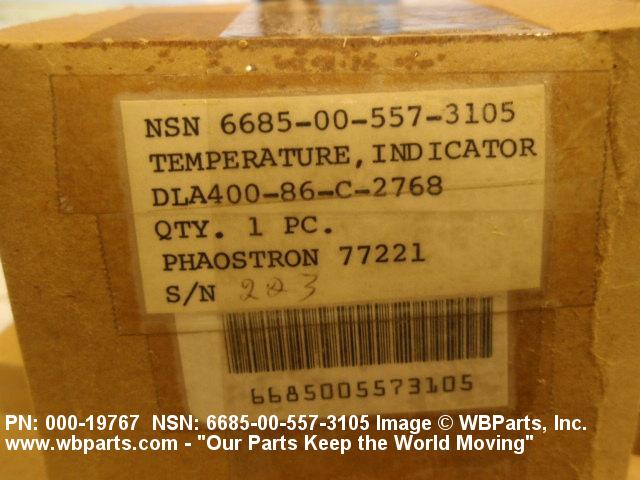 NSN 6685-00-557-3105
TEMPERATURE,INDICATOR
DLA400-86-C-2768
QTY. 1 PC.
PHAOSTRON 77221
S/N 203
6685005573105
PN: 000-19767 NSN: 6685-00-557-3105 Image © WBParts, Inc.
www.wbparts.com - "Our Parts Keep the World Moving"